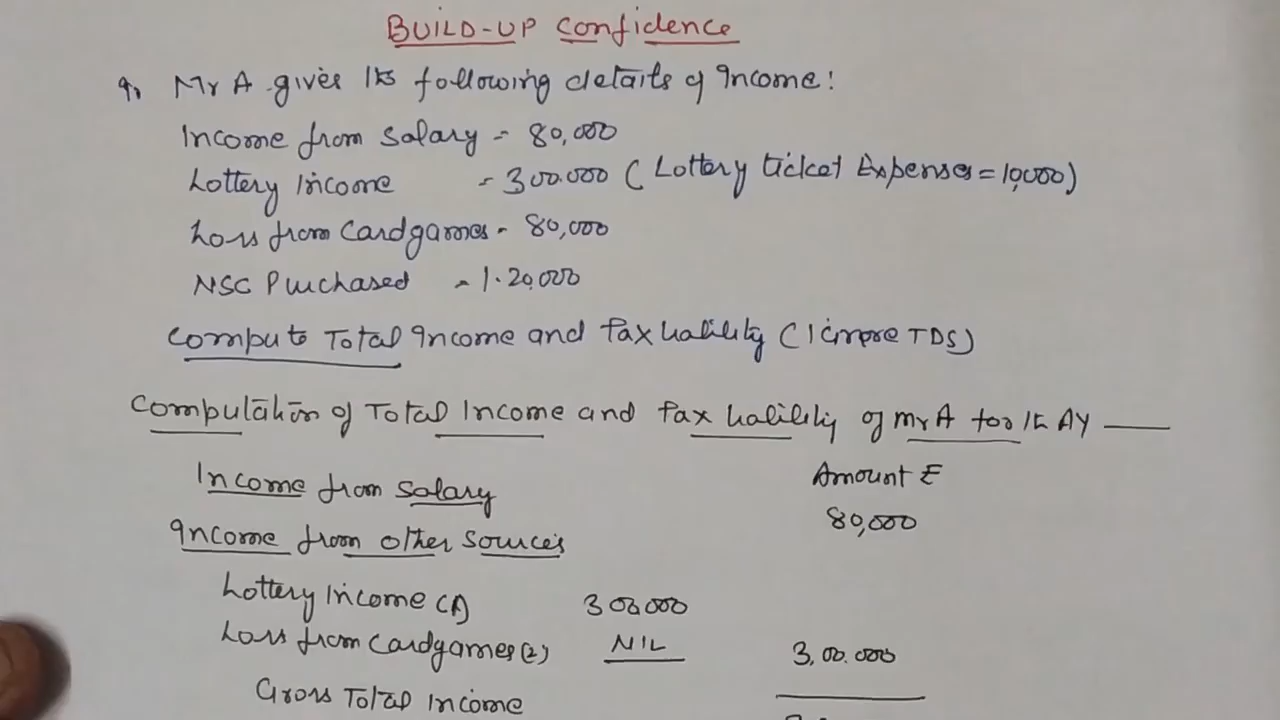 BUILD-UP Confidence
Q. Mr A gives the following details of Income:
Income from Salary - 80,000
Lottery Income - 300.000 (Lottery ticket Expenses = 10,000)
Loss from Cardgames - 80,000
NSC Purchased - 1.20,000
Compute Total Income and Tax liability (Ignore TDS)
Computation of Total Income and Tax liability of Mr A for the AY ——
Amount ₹
Income from Salary 80,000
Income from other Sources
Lottery Income (1) 300000
Loss from Cardgames (2) NIL 3,00.000
Gross Total Income